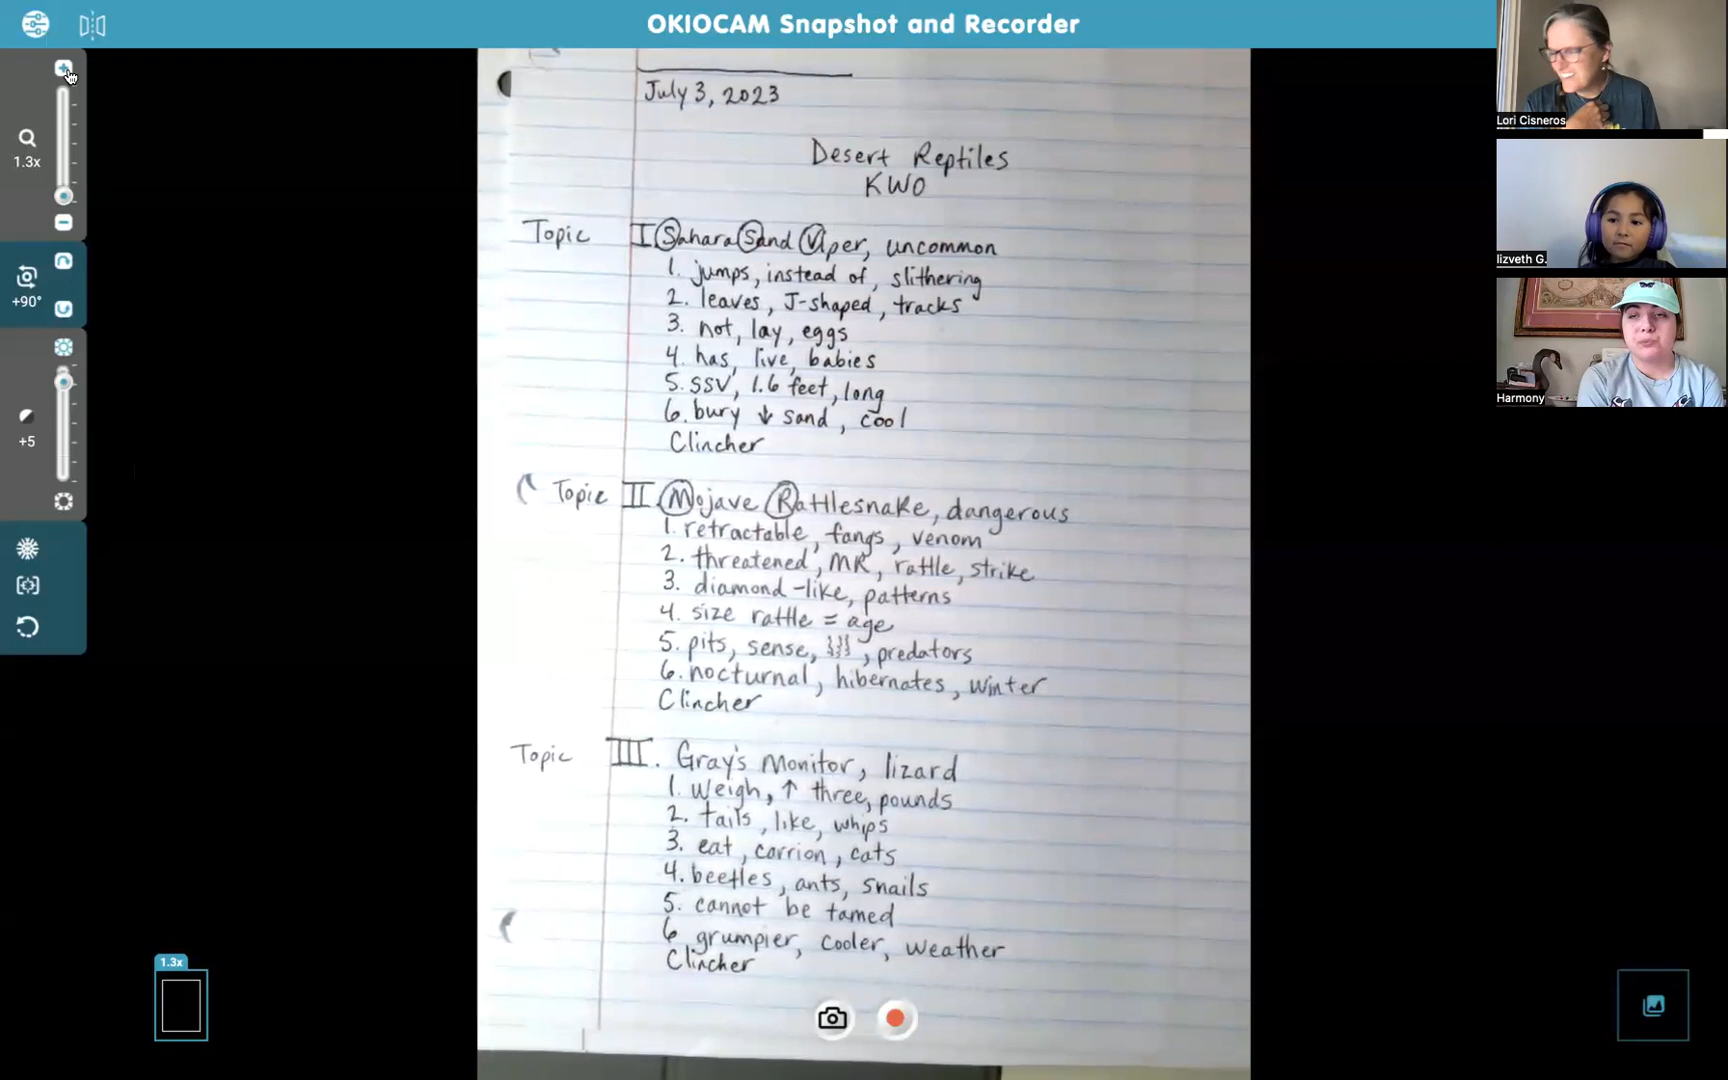 OKIOCAM Snapshot and Recorder
1.3x
+90°
+5
1.3x
July 3, 2023
Desert Reptiles
KWO
Topic I Sahara Sand Viper, uncommon
1. jumps, instead of, slithering
2. leaves, J-shaped, tracks
3. not, lay, eggs
4. has, live, babies
5. SSV, 1.6 feet, long
6. bury ↓ sand, cool
Clincher
Topic II. Mojave Rattlesnake, dangerous
1. retractable, fangs, venom
2. threatened, MR, rattle, strike
3. diamond-like, patterns
4. size rattle = age
5. pits, sense, , predators
6. nocturnal, hibernates, winter
Clincher
Topic III. Gray's Monitor, lizard
1. weigh, ↑ three, pounds
2. tails, like, whips
3. eat, carrion, cats
4. beetles, ants, snails
5. cannot be tamed
6 grumpier, cooler, weather
Clincher
Lori Cisneros
lizveth G.
Harmony